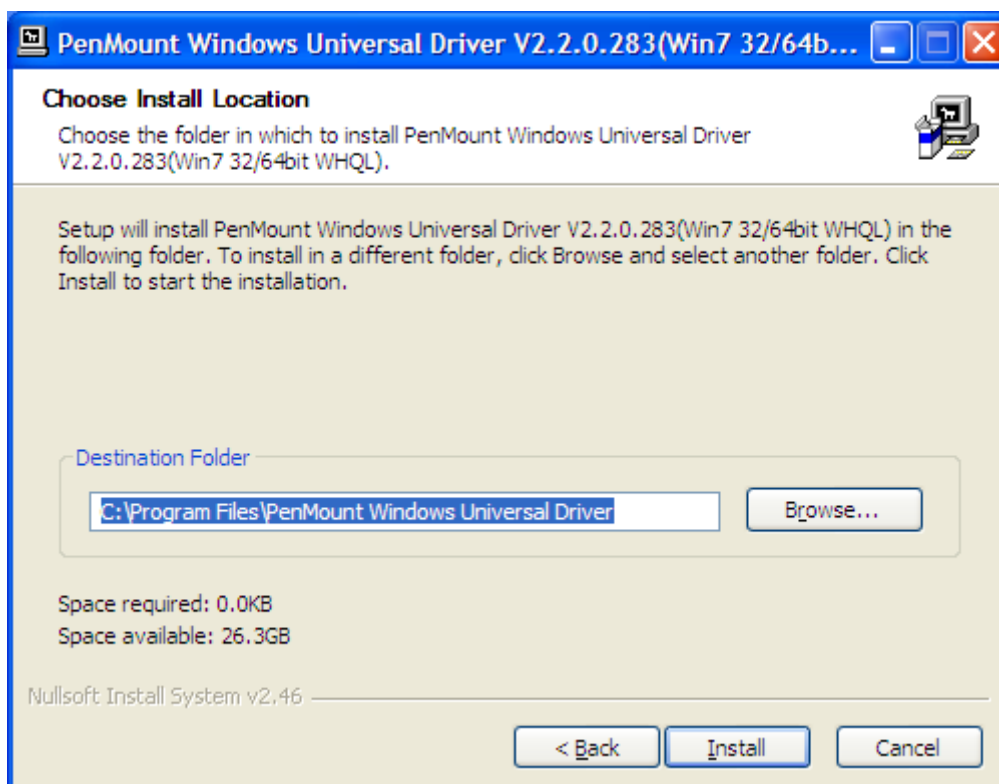 PenMount Windows Universal Driver V2.2.0.283(Win7 32/64b...
Choose Install Location
Choose the folder in which to install PenMount Windows Universal Driver
V2.2.0.283(Win7 32/64bit WHQL).
Setup will install PenMount Windows Universal Driver V2.2.0.283(Win7 32/64bit WHQL) in the
following folder. To install in a different folder, click Browse and select another folder. Click
Install to start the installation.
Destination Folder
C:\Program Files\PenMount Windows Universal Driver
Browse...
Space required: 0.0KB
Space available: 26.3GB
Nullsoft Install System v2.46
< Back
Install
Cancel